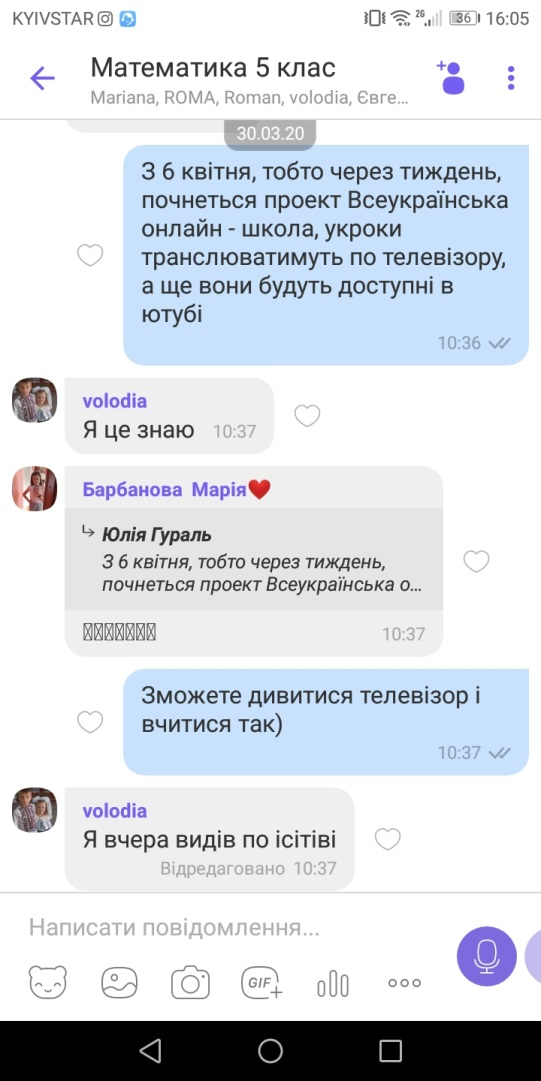 KYIVSTAR 2G 36 16:05
Математика 5 клас
Mariana, ROMA, Roman, volodia, Євге...
30.03.20
З 6 квітня, тобто через тиждень,
почнеться проект Всеукраїнська
онлайн - школа, укроки
транслюватимуть по телевізору,
а ще вони будуть доступні в
ютубі
10:36
volodia
Я це знаю 10:37
Барбанова Марія❤️
Юлія Гураль
З 6 квітня, тобто через тиждень,
почнеться проект Всеукраїнська о...
10:37
Зможете дивитися телевізор і
вчитися так)
10:37
volodia
Я вчера видів по ісітіві
Відредаговано 10:37
Написати повідомлення...
GIF